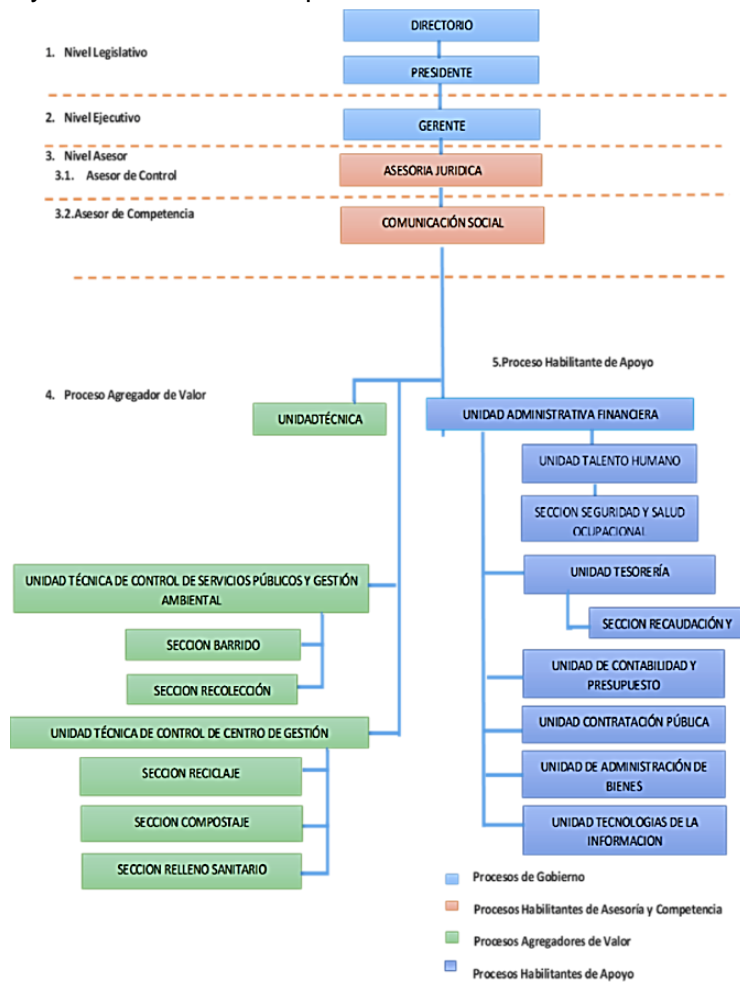 DIRECTORIO
1. Nivel Legislativo
PRESIDENTE
2. Nivel Ejecutivo
GERENTE
3. Nivel Asesor
3.1. Asesor de Control
ASESORIA JURIDICA
3.2.Asesor de Competencia
COMUNICACIÓN SOCIAL
5.Proceso Habilitante de Apoyo
4. Proceso Agregador de Valor
UNIDADTÉCNICA
UNIDAD ADMINISTRATIVA FINANCIERA
UNIDAD TALENTO HUMANO
SECCION SEGURIDAD Y SALUD
OCUPACIONAL
UNIDAD TÉCNICA DE CONTROL DE SERVICIOS PÚBLICOS Y GESTIÓN
AMBIENTAL
UNIDAD TESORERÍA
SECCION BARRIDO
SECCION RECAUDACIÓN Y
SECCION RECOLECCIÓN
UNIDAD DE CONTABILIDAD Y
PRESUPUESTO
UNIDAD TÉCNICA DE CONTROL DE CENTRO DE GESTIÓN
UNIDAD CONTRATACIÓN PÚBLICA
SECCION RECICLAJE
UNIDAD DE ADMINISTRACIÓN DE
BIENES
SECCION COMPOSTAJE
UNIDAD TECNOLOGIAS DE LA
INFORMACION
SECCION RELLENO SANITARIO
Procesos de Gobierno
Procesos Habilitantes de Asesoría y Competencia
Procesos Agregadores de Valor
Procesos Habilitantes de Apoyo